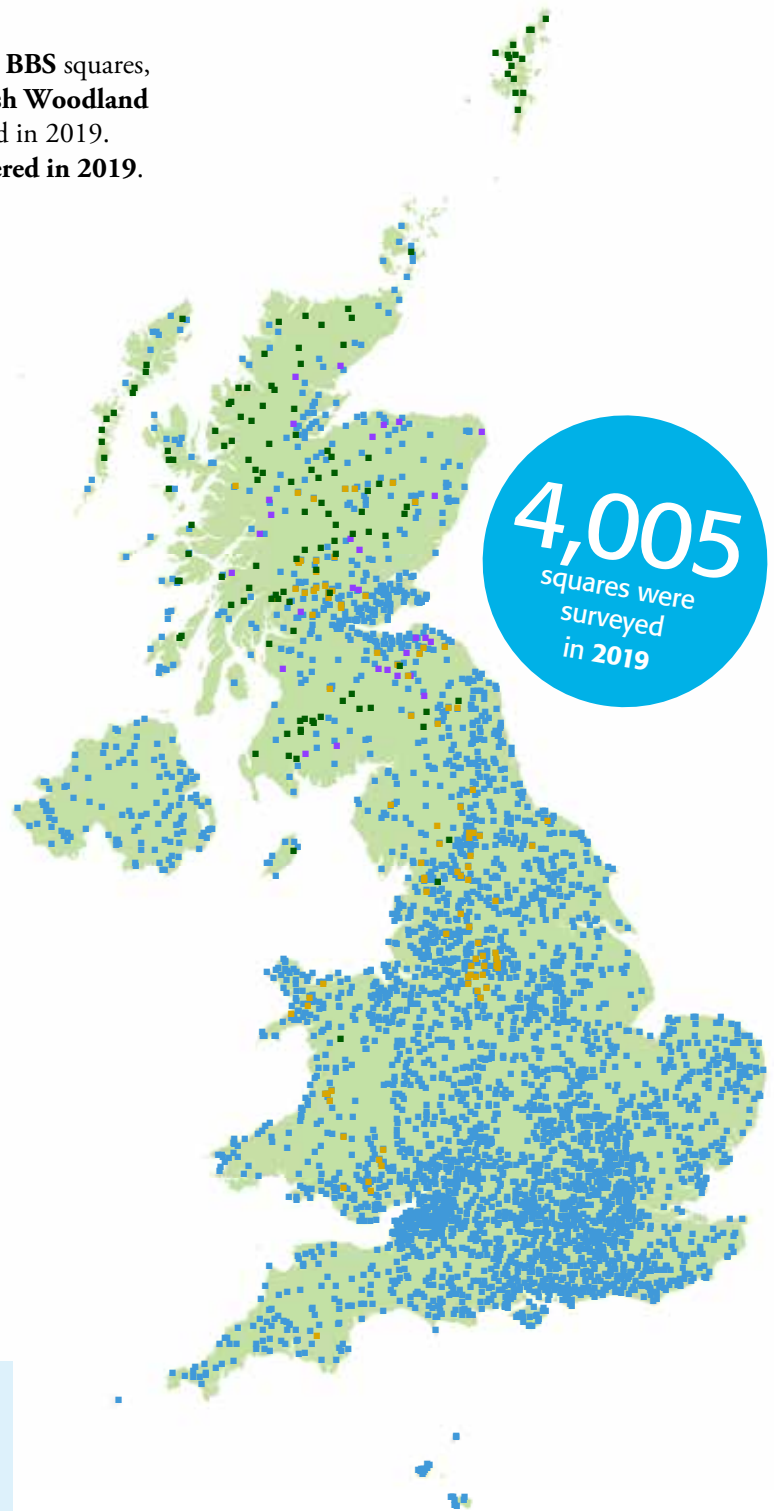 BBS squares,
Woodland
in 2019.
in 2019.
4,005
squares were
surveyed
in 2019